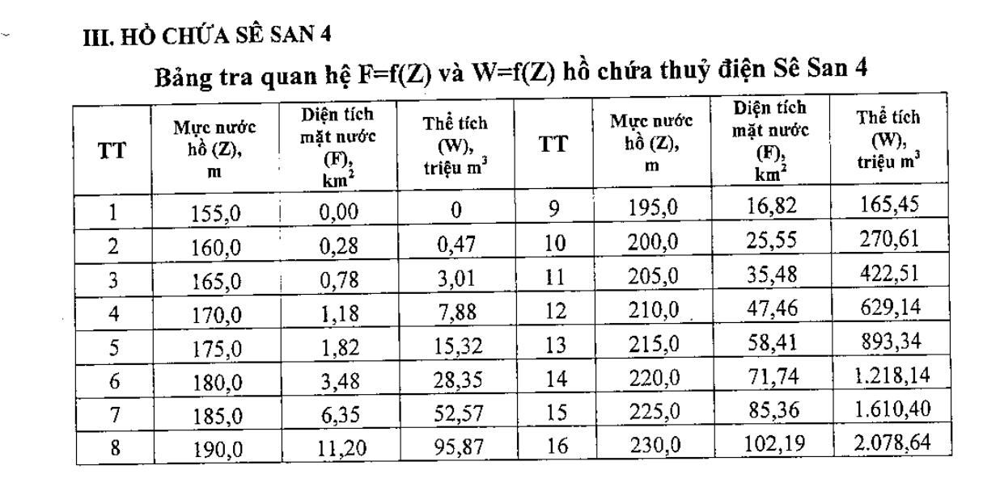 III. HỒ CHỨA SÊ SAN 4
Bảng tra quan hệ F=f(Z) và W=f(Z) hồ chứa thuỷ điện Sê San 4
TT | Mực nước hồ (Z), m | Diện tích mặt nước (F), km² | Thể tích (W), triệu m³ | TT | Mực nước hồ (Z), m | Diện tích mặt nước (F), km² | Thể tích (W), triệu m³
1 | 155,0 | 0,00 | 0 | 9 | 195,0 | 16,82 | 165,45
2 | 160,0 | 0,28 | 0,47 | 10 | 200,0 | 25,55 | 270,61
3 | 165,0 | 0,78 | 3,01 | 11 | 205,0 | 35,48 | 422,51
4 | 170,0 | 1,18 | 7,88 | 12 | 210,0 | 47,46 | 629,14
5 | 175,0 | 1,82 | 15,32 | 13 | 215,0 | 58,41 | 893,34
6 | 180,0 | 3,48 | 28,35 | 14 | 220,0 | 71,74 | 1.218,14
7 | 185,0 | 6,35 | 52,57 | 15 | 225,0 | 85,36 | 1.610,40
8 | 190,0 | 11,20 | 95,87 | 16 | 230,0 | 102,19 | 2.078,64